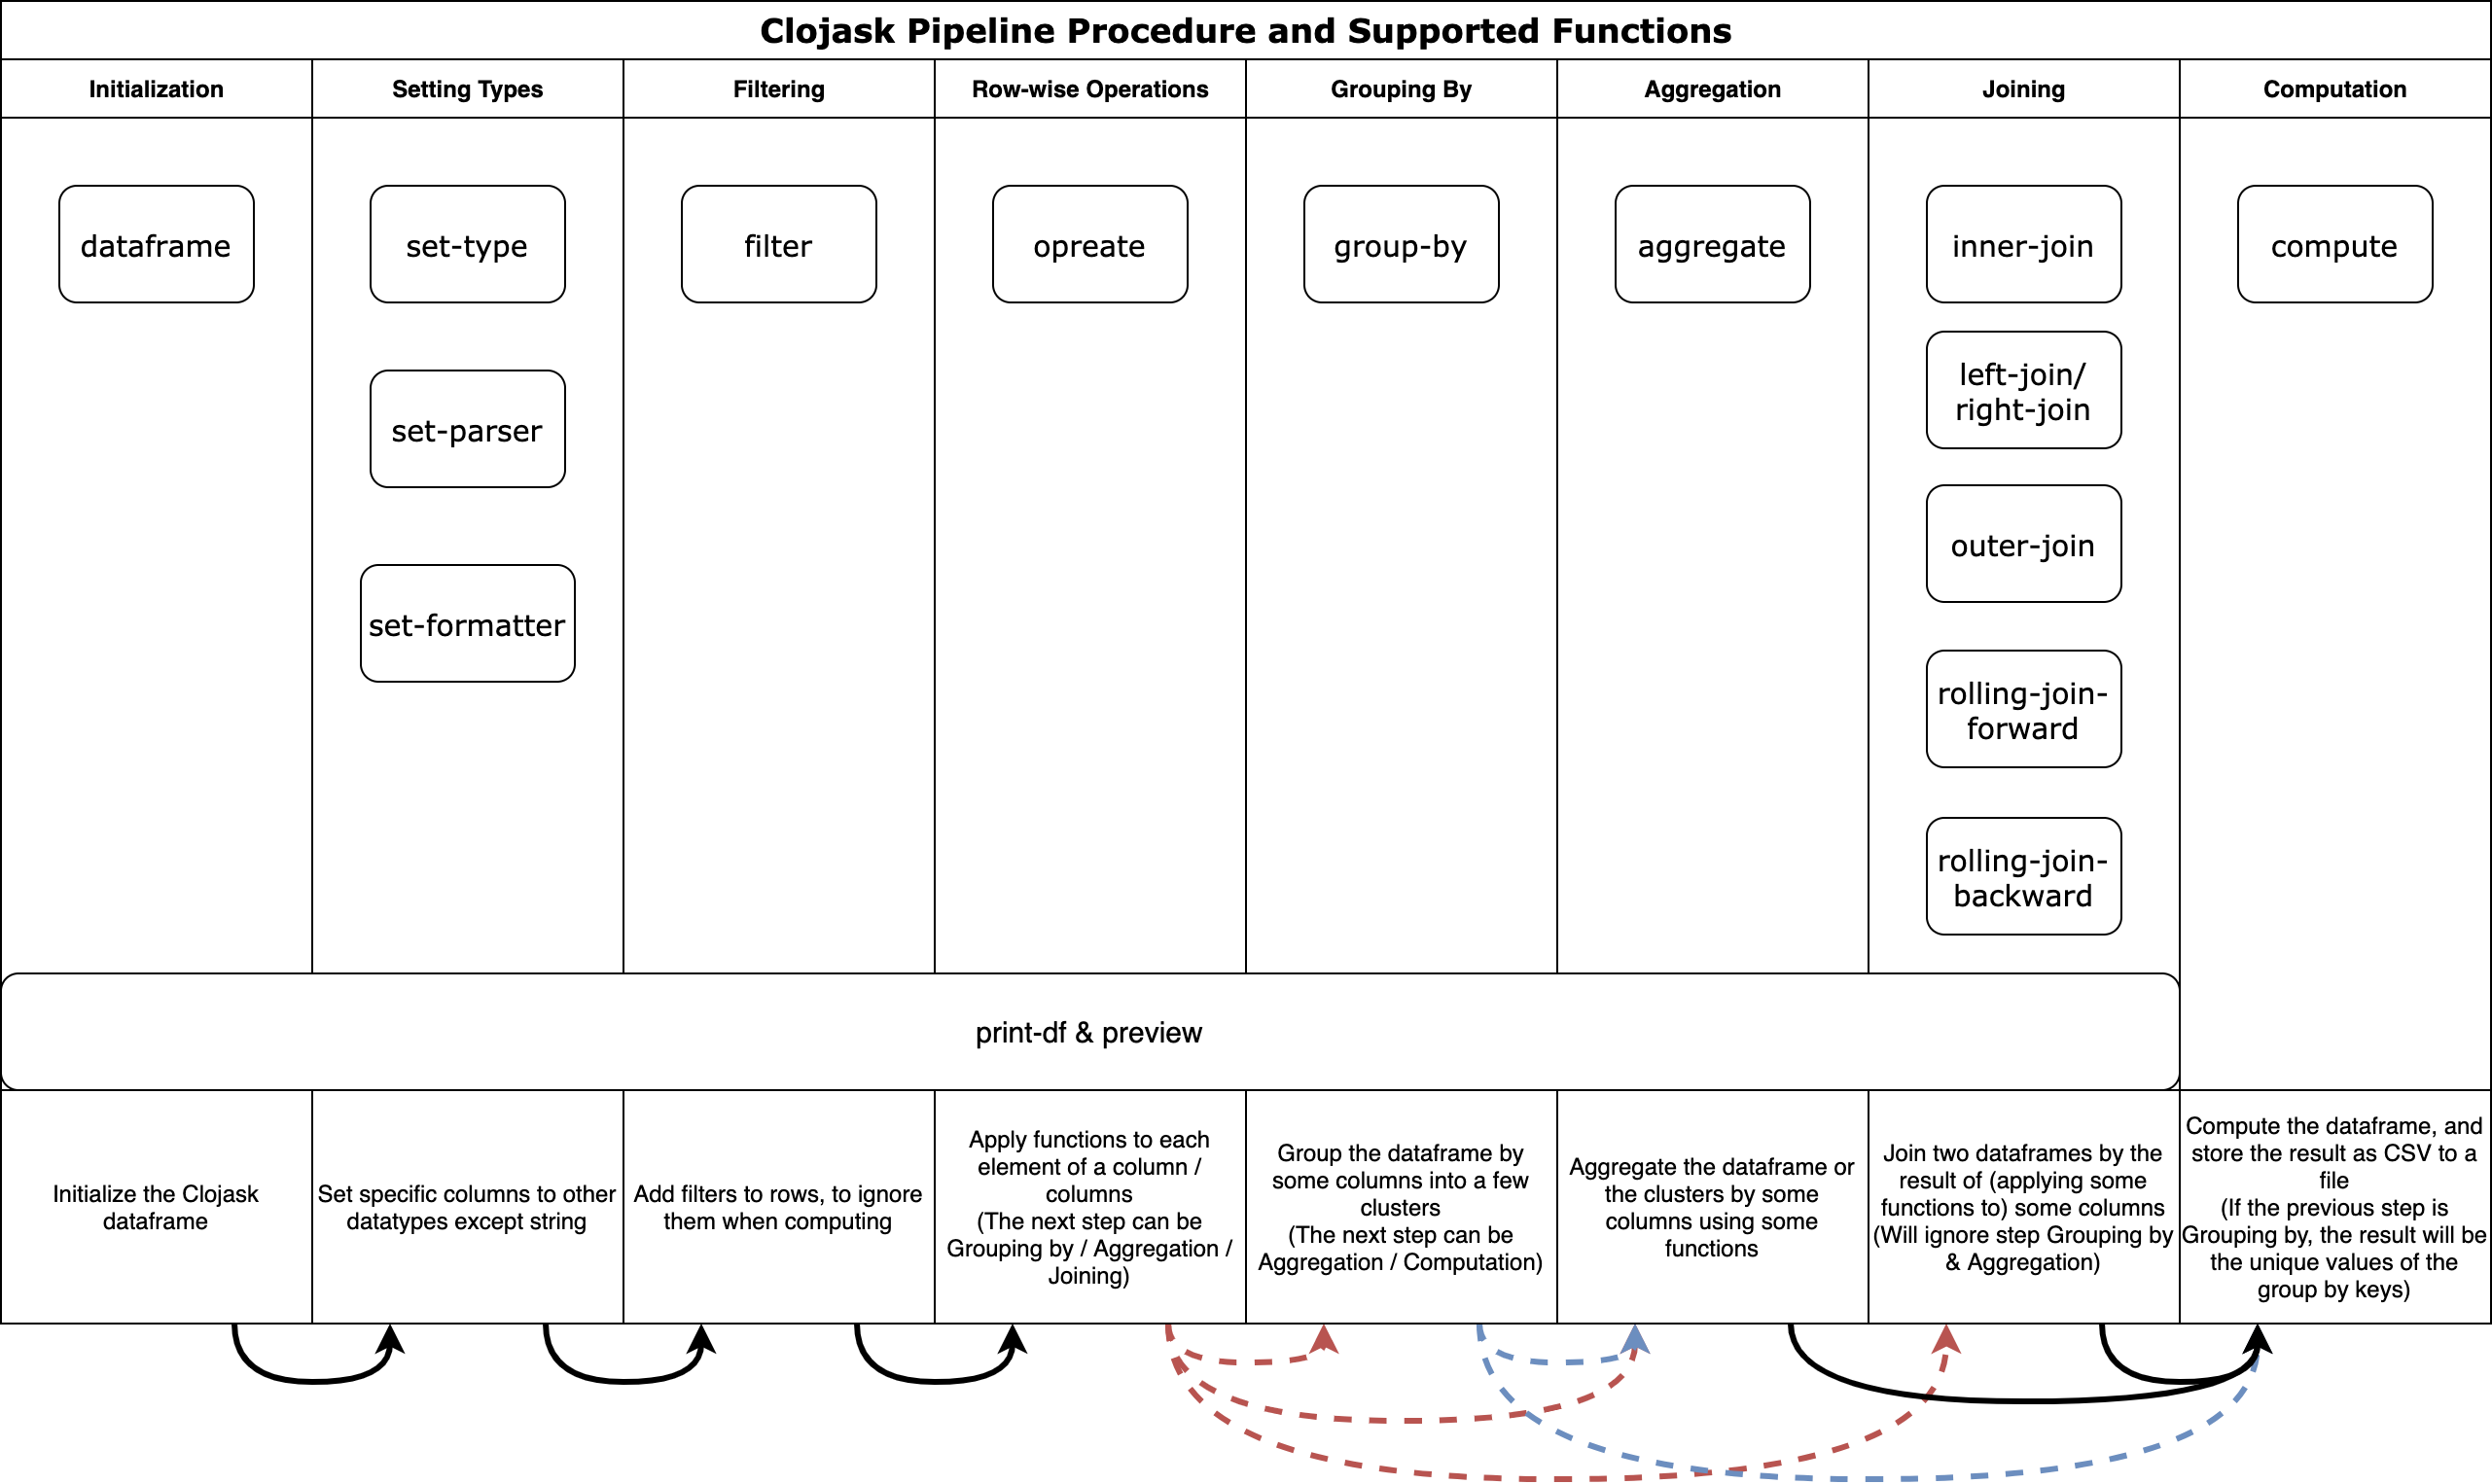 Clojask Pipeline Procedure and Supported Functions
Initialization
Setting Types
Filtering
Row-wise Operations
Grouping By
Aggregation
Joining
Computation
dataframe
set-type
filter
opreate
group-by
aggregate
inner-join
compute
left-join/
right-join
set-parser
outer-join
set-formatter
rolling-join-
forward
rolling-join-
backward
print-df & preview
Initialize the Clojask
dataframe
Set specific columns to other
datatypes except string
Add filters to rows, to ignore
them when computing
Apply functions to each
element of a column /
columns
(The next step can be
Grouping by / Aggregation /
Joining)
Group the dataframe by
some columns into a few
clusters
(The next step can be
Aggregation / Computation)
Aggregate the dataframe or
the clusters by some
columns using some
functions
Join two dataframes by the
result of (applying some
functions to) some columns
(Will ignore step Grouping by
& Aggregation)
Compute the dataframe, and
store the result as CSV to a
file
(If the previous step is
Grouping by, the result will be
the unique values of the
group by keys)